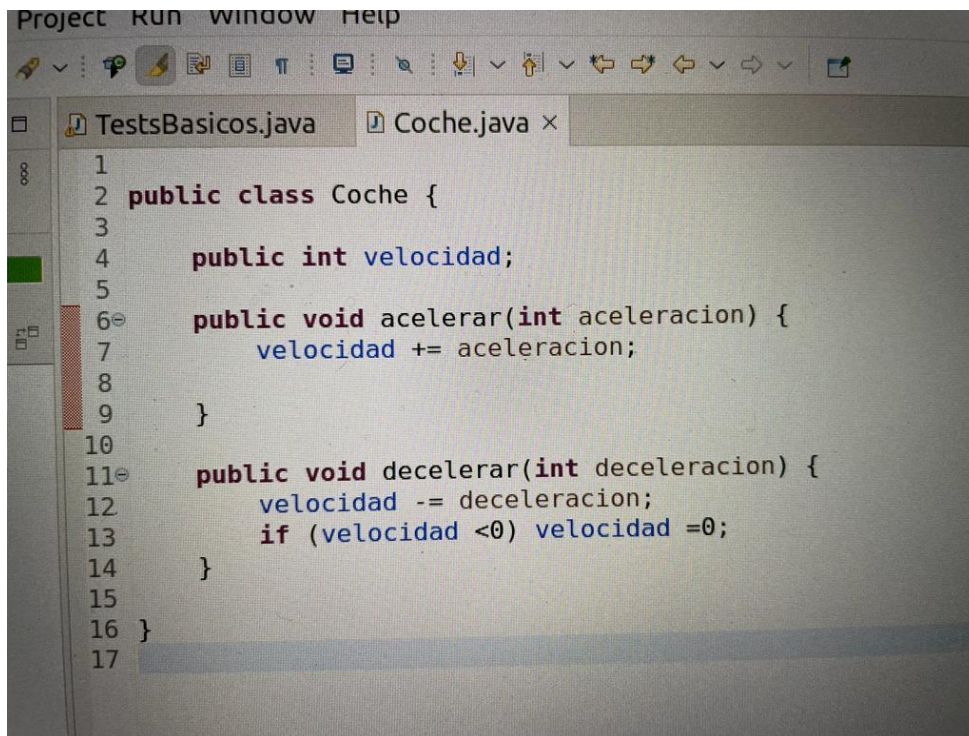 Project Run Window Help
TestsBasicos.java Coche.java ×
1
2 public class Coche {
3
4 public int velocidad;
5
6 public void acelerar(int aceleracion) {
7 velocidad += aceleracion;
8
9 }
10
11 public void decelerar(int deceleracion) {
12 velocidad -= deceleracion;
13 if (velocidad <0) velocidad =0;
14 }
15
16 }
17